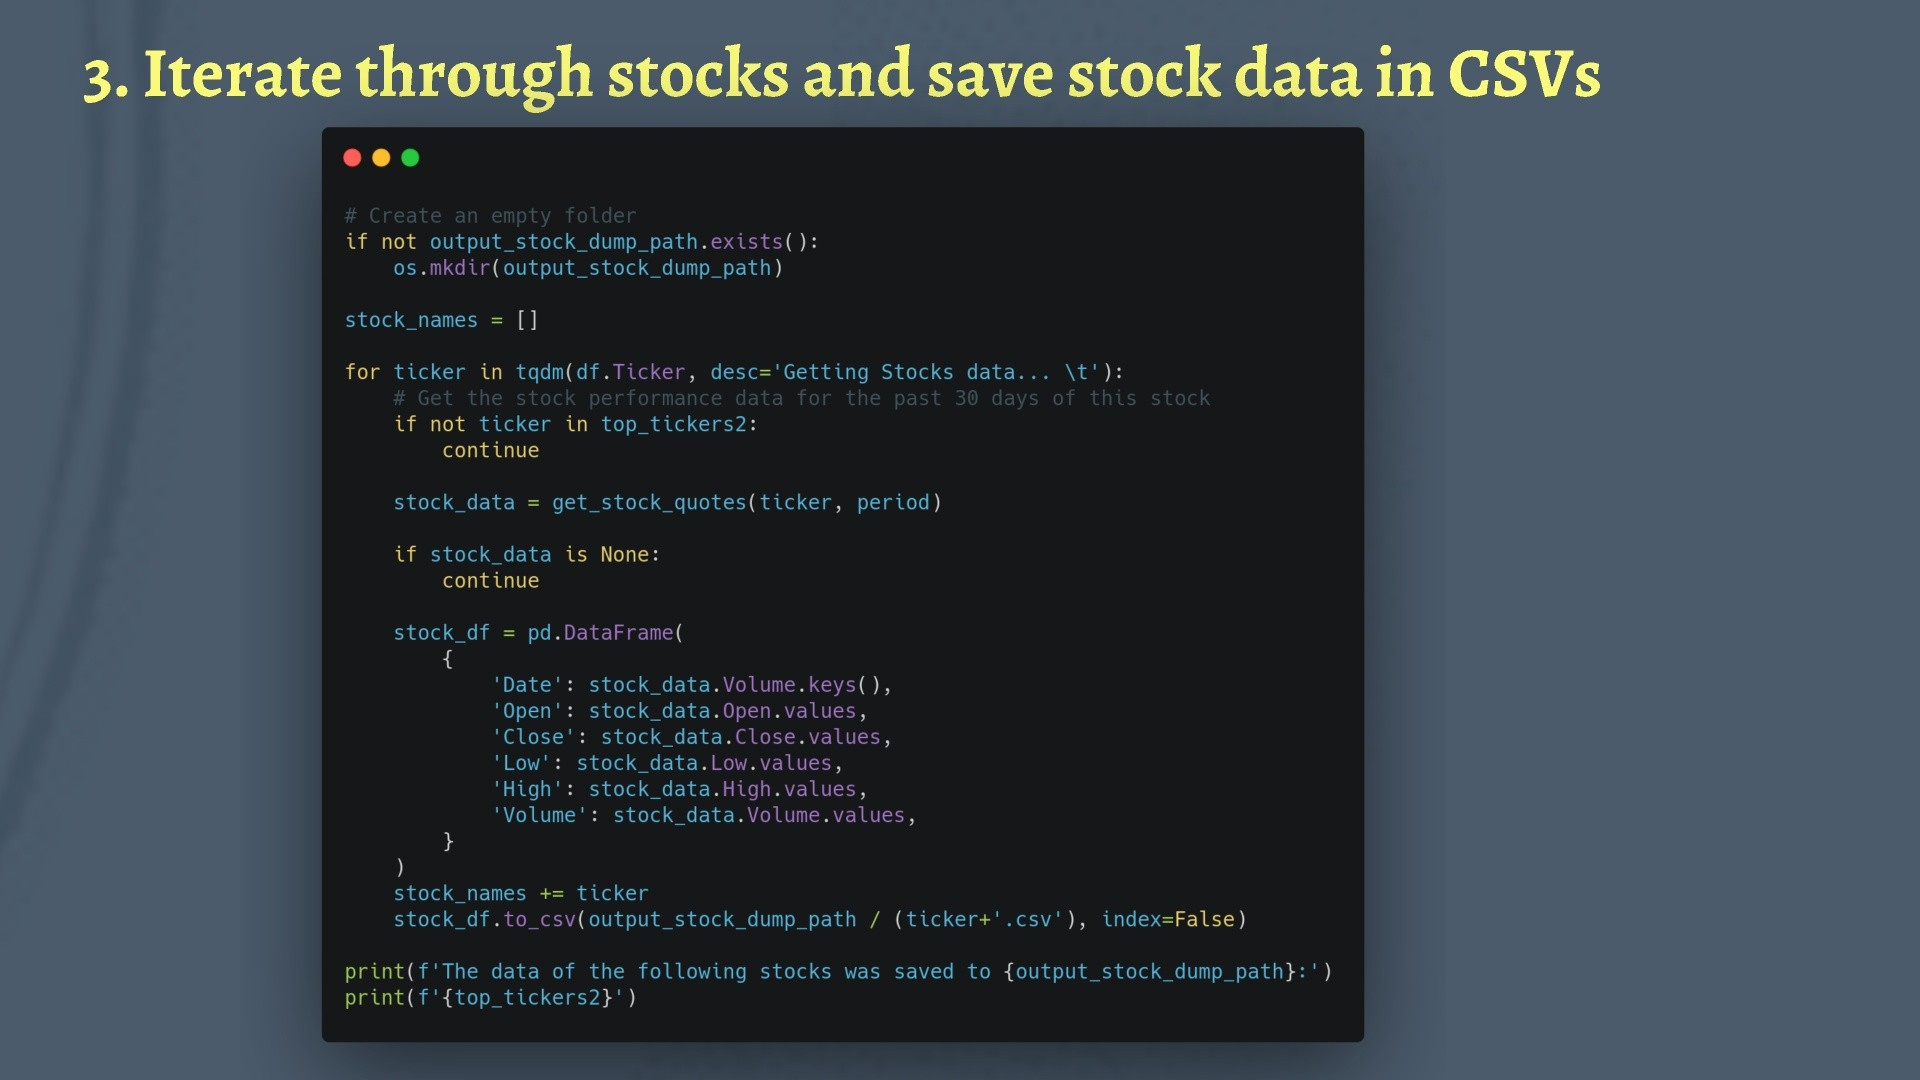 3. Iterate through stocks and save stock data in CSVs
# Create an empty folder
if not output_stock_dump_path.exists():
    os.mkdir(output_stock_dump_path)
stock_names = []
for ticker in tqdm(df.Ticker, desc='Getting Stocks data... \t'):
    # Get the stock performance data for the past 30 days of this stock
    if not ticker in top_tickers2:
        continue
    stock_data = get_stock_quotes(ticker, period)
    if stock_data is None:
        continue
    stock_df = pd.DataFrame(
        {
            'Date': stock_data.Volume.keys(),
            'Open': stock_data.Open.values,
            'Close': stock_data.Close.values,
            'Low': stock_data.Low.values,
            'High': stock_data.High.values,
            'Volume': stock_data.Volume.values,
        }
    )
    stock_names += ticker
    stock_df.to_csv(output_stock_dump_path / (ticker+'.csv'), index=False)
print(f'The data of the following stocks was saved to {output_stock_dump_path}:')
print(f'{top_tickers2}')